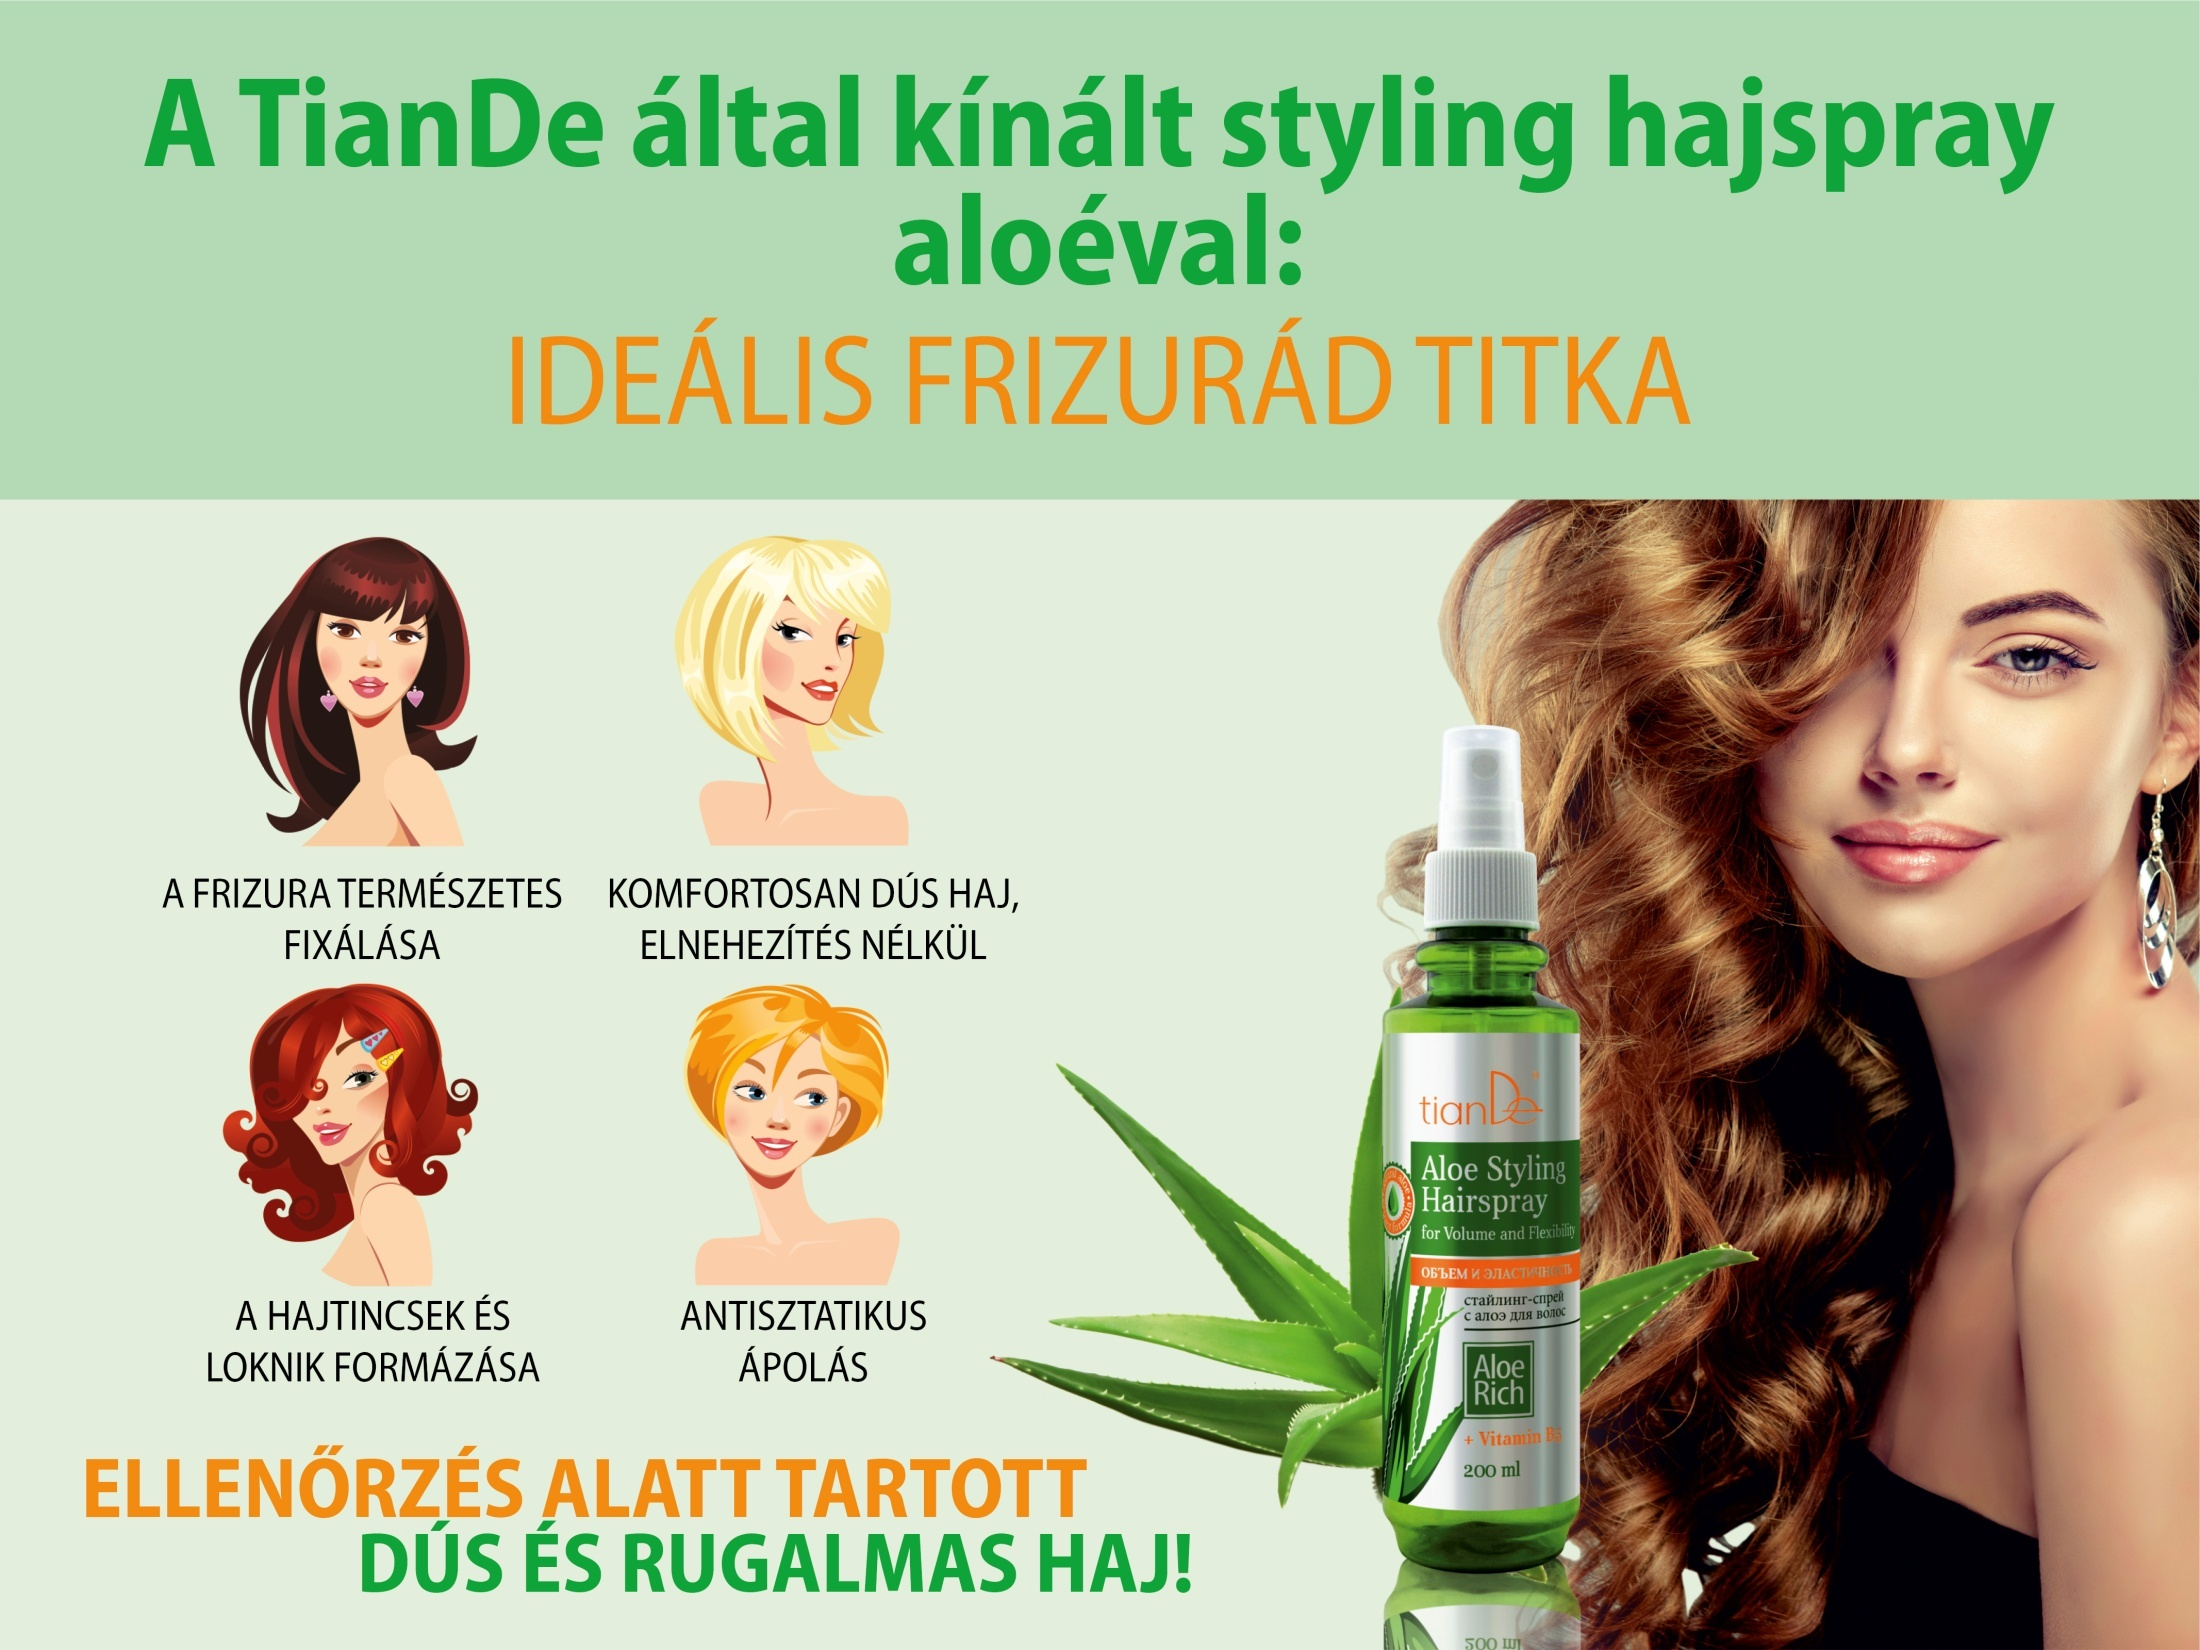 A TianDe által kínált styling hajspray
aloéval:
IDEÁLIS FRIZURÁD TITKA
A FRIZURA TERMÉSZETES
FIXÁLÁSA
KOMFORTOSAN DÚS HAJ,
ELNEHEZÍTÉS NÉLKÜL
A HAJTINCSEK ÉS
LOKNIK FORMÁZÁSA
ANTISZTATIKUS
ÁPOLÁS
ELLENŐRZÉS ALATT TARTOTT
DÚS ÉS RUGALMAS HAJ!
tianDe
Aloe Styling
Hairspray
for Volume and Flexibility
ОБЪЕМ И ЭЛАСТИЧНОСТЬ
стайлинг-спрей
с алоэ для волос
Aloe
Rich
+ Vitamin B5
200 ml